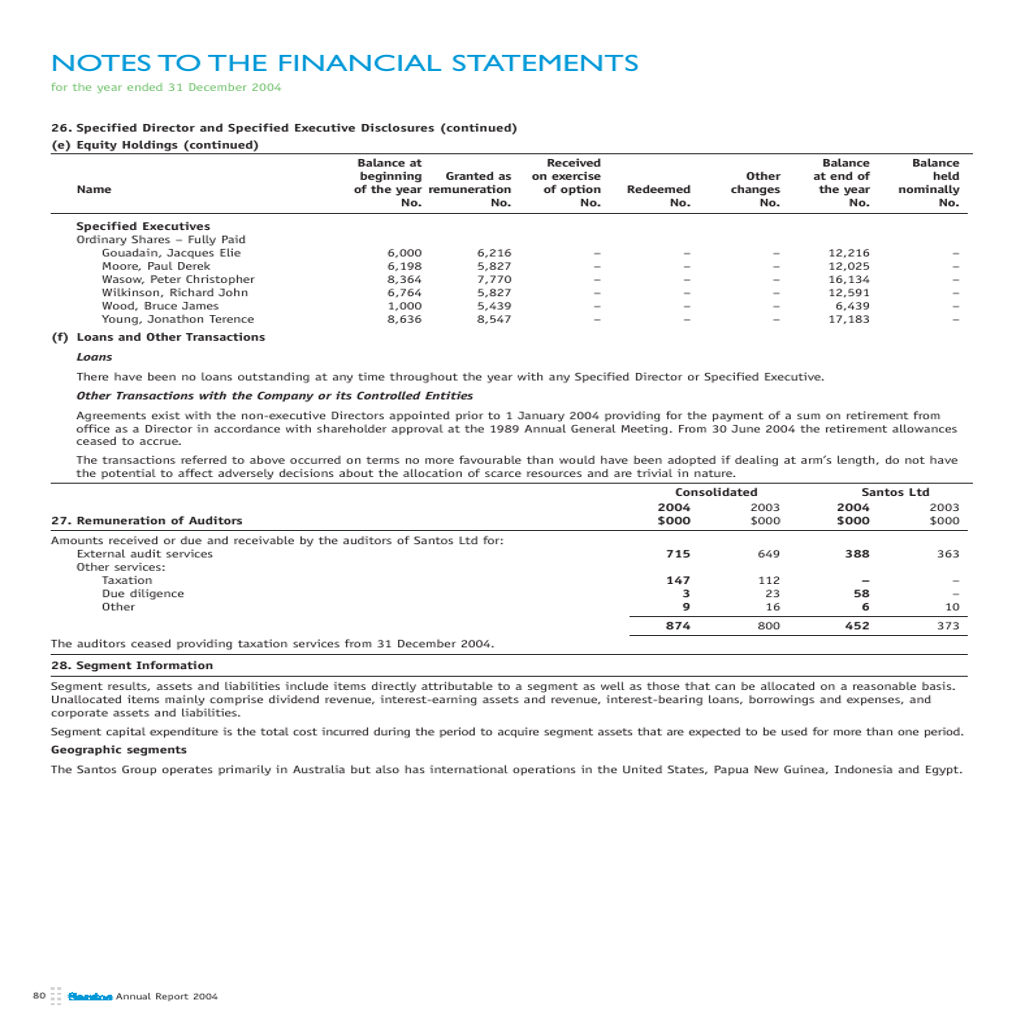 NOTES TO THE FINANCIAL STATEMENTS
for the year ended 31 December 2004
26. Specified Director and Specified Executive Disclosures (continued)
(e) Equity Holdings (continued)
Balance at Received Balance Balance
beginning Granted as on exercise Other at end of held
Name of the year remuneration of option Redeemed changes the year nominally
No. No. No. No. No. No. No.
Specified Executives
Ordinary Shares – Fully Paid
Gouadain, Jacques Elie 6,000 6,216 – – – 12,216 –
Moore, Paul Derek 6,198 5,827 – – – 12,025 –
Wasow, Peter Christopher 8,364 7,770 – – – 16,134 –
Wilkinson, Richard John 6,764 5,827 – – – 12,591 –
Wood, Bruce James 1,000 5,439 – – – 6,439 –
Young, Jonathon Terence 8,636 8,547 – – – 17,183 –
(f) Loans and Other Transactions
Loans
There have been no loans outstanding at any time throughout the year with any Specified Director or Specified Executive.
Other Transactions with the Company or its Controlled Entities
Agreements exist with the non-executive Directors appointed prior to 1 January 2004 providing for the payment of a sum on retirement from
office as a Director in accordance with shareholder approval at the 1989 Annual General Meeting. From 30 June 2004 the retirement allowances
ceased to accrue.
The transactions referred to above occurred on terms no more favourable than would have been adopted if dealing at arm's length, do not have
the potential to affect adversely decisions about the allocation of scarce resources and are trivial in nature.
Consolidated Santos Ltd
2004 2003 2004 2003
27. Remuneration of Auditors $000 $000 $000 $000
Amounts received or due and receivable by the auditors of Santos Ltd for:
External audit services 715 649 388 363
Other services:
Taxation 147 112 – –
Due diligence 3 23 58 –
Other 9 16 6 10
874 800 452 373
The auditors ceased providing taxation services from 31 December 2004.
28. Segment Information
Segment results, assets and liabilities include items directly attributable to a segment as well as those that can be allocated on a reasonable basis.
Unallocated items mainly comprise dividend revenue, interest-earning assets and revenue, interest-bearing loans, borrowings and expenses, and
corporate assets and liabilities.
Segment capital expenditure is the total cost incurred during the period to acquire segment assets that are expected to be used for more than one period.
Geographic segments
The Santos Group operates primarily in Australia but also has international operations in the United States, Papua New Guinea, Indonesia and Egypt.
80 Santos Annual Report 2004